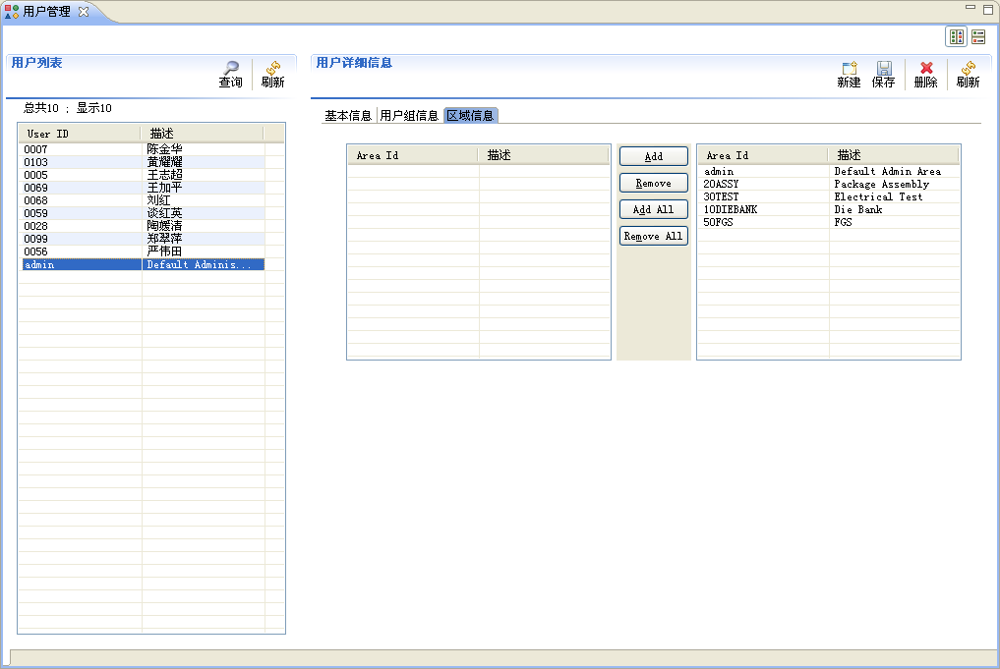 用户管理
用户列表
查询
刷新
总共10 ; 显示10
User ID 描述
0007 陈金华
0103 黄耀耀
0005 王志超
0069 王加平
0068 刘红
0059 谈红英
0028 陶媛清
0099 郑翠萍
0056 严伟田
admin Default Adminis...
用户详细信息
新建
保存
删除
刷新
基本信息 用户组信息 区域信息
Area Id 描述
Add
Remove
Add All
Remove All
Area Id 描述
admin Default Admin Area
20ASSY Package Assembly
30TEST Electrical Test
10DIEBANK Die Bank
50FGS FGS